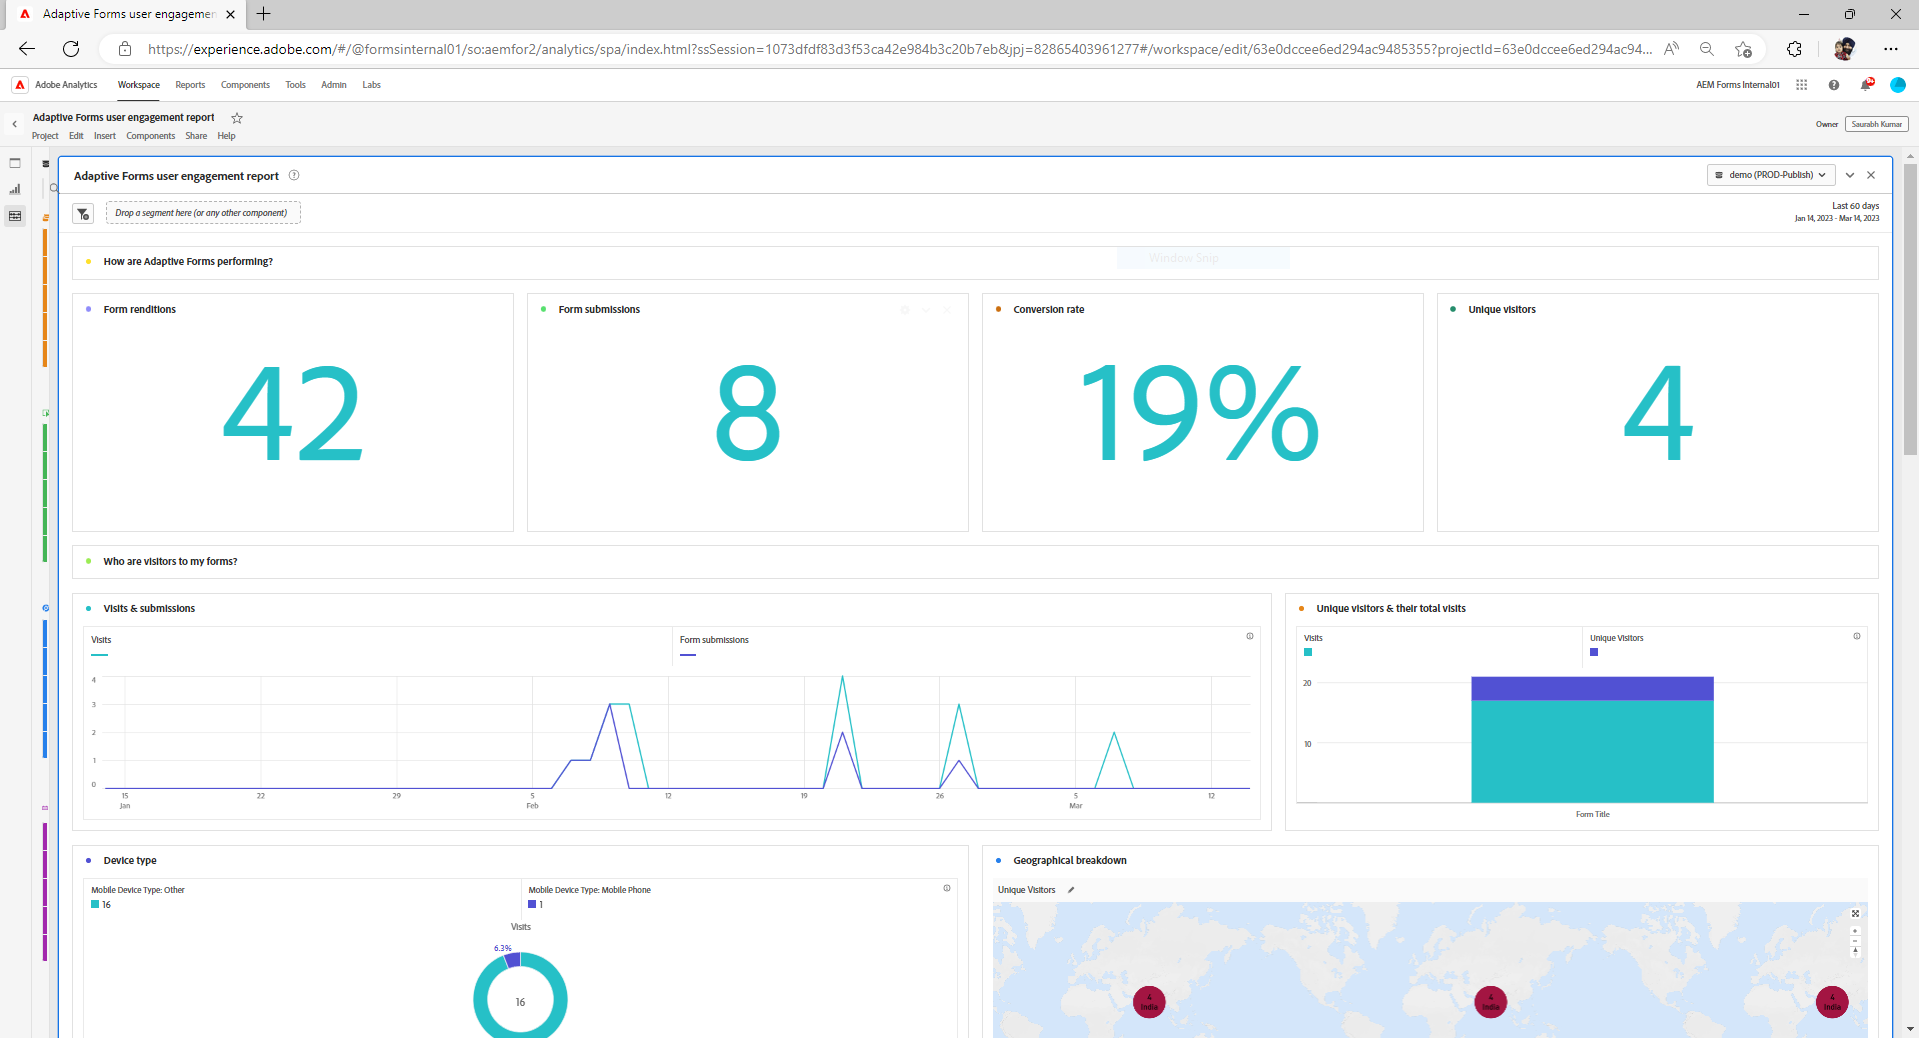 Adaptive Forms user engagemen
https://experience.adobe.com/#/@formsinternal01/so:aemfor2/analytics/spa/index.html?ssSession=1073dfdf83d3f53ca42e984b3c20b7eb&jpj=82865403961277#/workspace/edit/63e0dccee6ed294ac9485355?projectId=63e0dccee6ed294ac94...
Adobe Analytics Workspace Reports Components Tools Admin Labs AEM Forms Internal01 9+
Adaptive Forms user engagement report
Project Edit Insert Components Share Help Owner Saurabh Kumar
Adaptive Forms user engagement report demo (PROD-Publish)
Drop a segment here (or any other component) Last 60 days
Jan 14, 2023 - Mar 14, 2023
How are Adaptive Forms performing? Window Snip
Form renditions
42
Form submissions
8
Conversion rate
19%
Unique visitors
4
Who are visitors to my forms?
Visits & submissions
Visits Form submissions
4
3
2
1
0
15 22 29 5 12 19 26 5 12
Jan Feb Mar
Unique visitors & their total visits
Visits Unique Visitors
20
10
Form Title
Device type
Mobile Device Type: Other Mobile Device Type: Mobile Phone
16 1
Visits
6.3%
16
Geographical breakdown
Unique Visitors
4 4 4
India India India